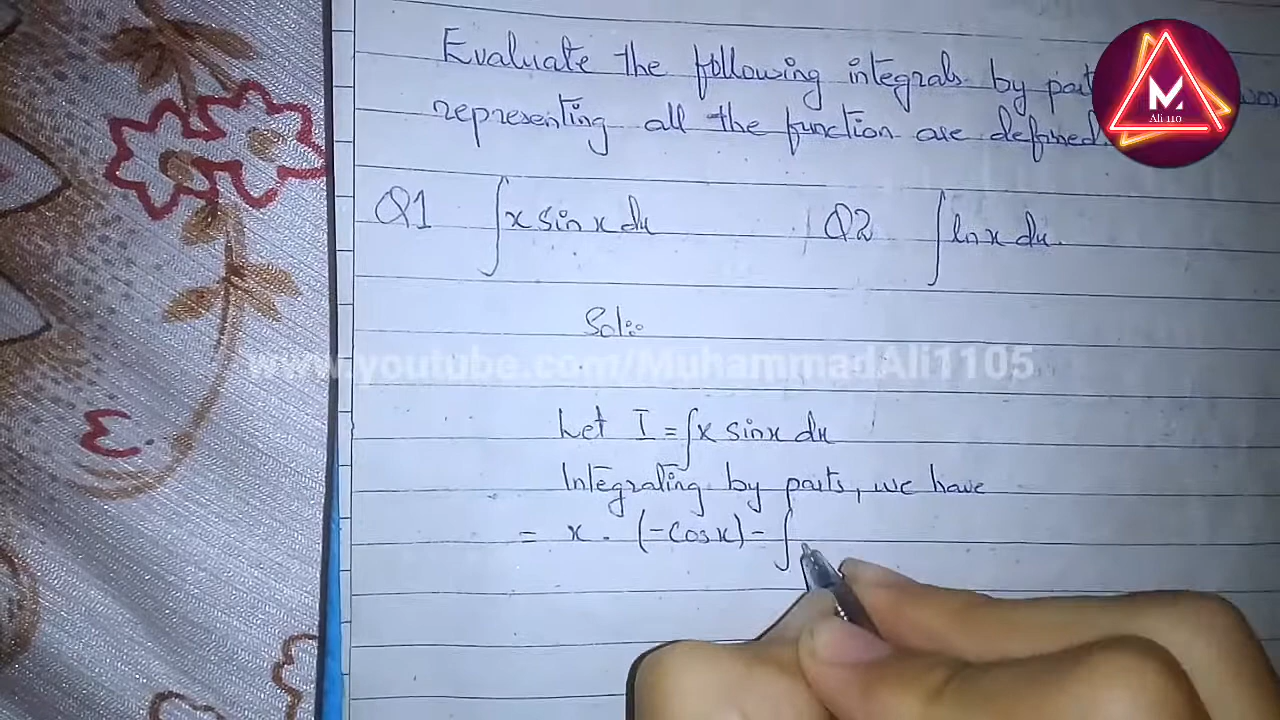 Evaluate the following integrals by
representing all the function are defined.
Q1 ∫x sin x dx Q2 ∫ln x dx.
Sol::
www.youtube.com/MuhammadAli1105
Let I = ∫x sinx dx
Integrating by parts, we have
= x . (-cosx) - ∫
M
Ali 110